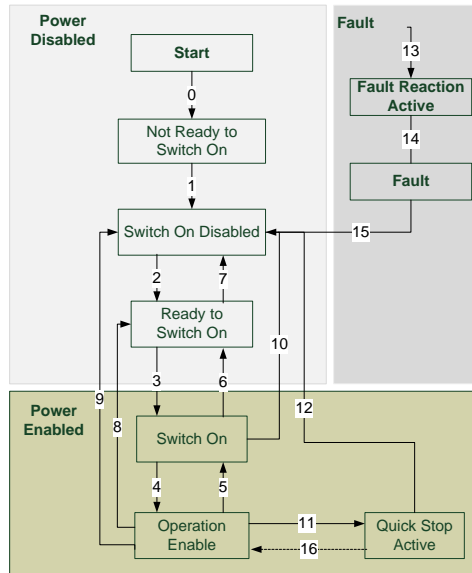 Power
Disabled
Fault
Start
13
Fault Reaction
Active
0
Not Ready to
Switch On
14
Fault
1
15
Switch On Disabled
2
7
Ready to
Switch On
10
3
6
9
8
12
Power
Enabled
Switch On
4
5
Operation
Enable
11
Quick Stop
Active
16